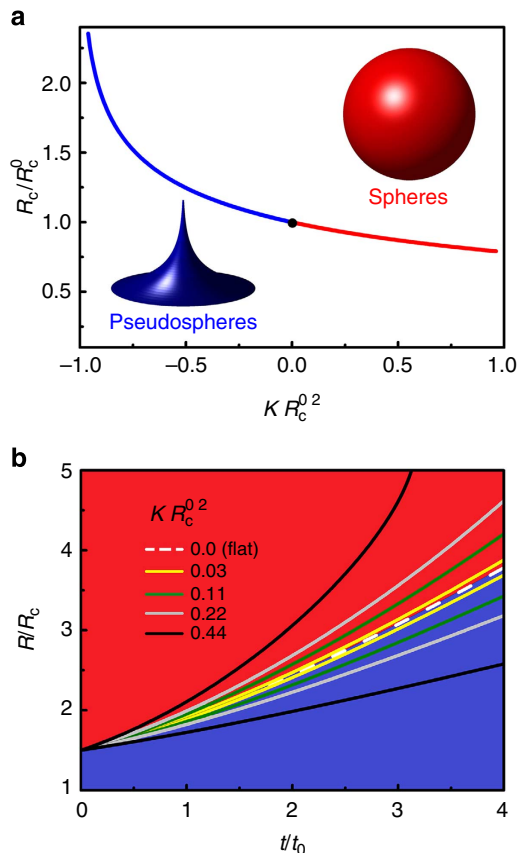 a
2.0
1.5
1.0
0.5
R_c/R_c^0
Spheres
Pseudospheres
−1.0 −0.5 0.0 0.5 1.0
K R_c^0 2
b
5
4
3
2
1
R/R_c
K R_c^0 2
0.0 (flat)
0.03
0.11
0.22
0.44
0 1 2 3 4
t/t_0